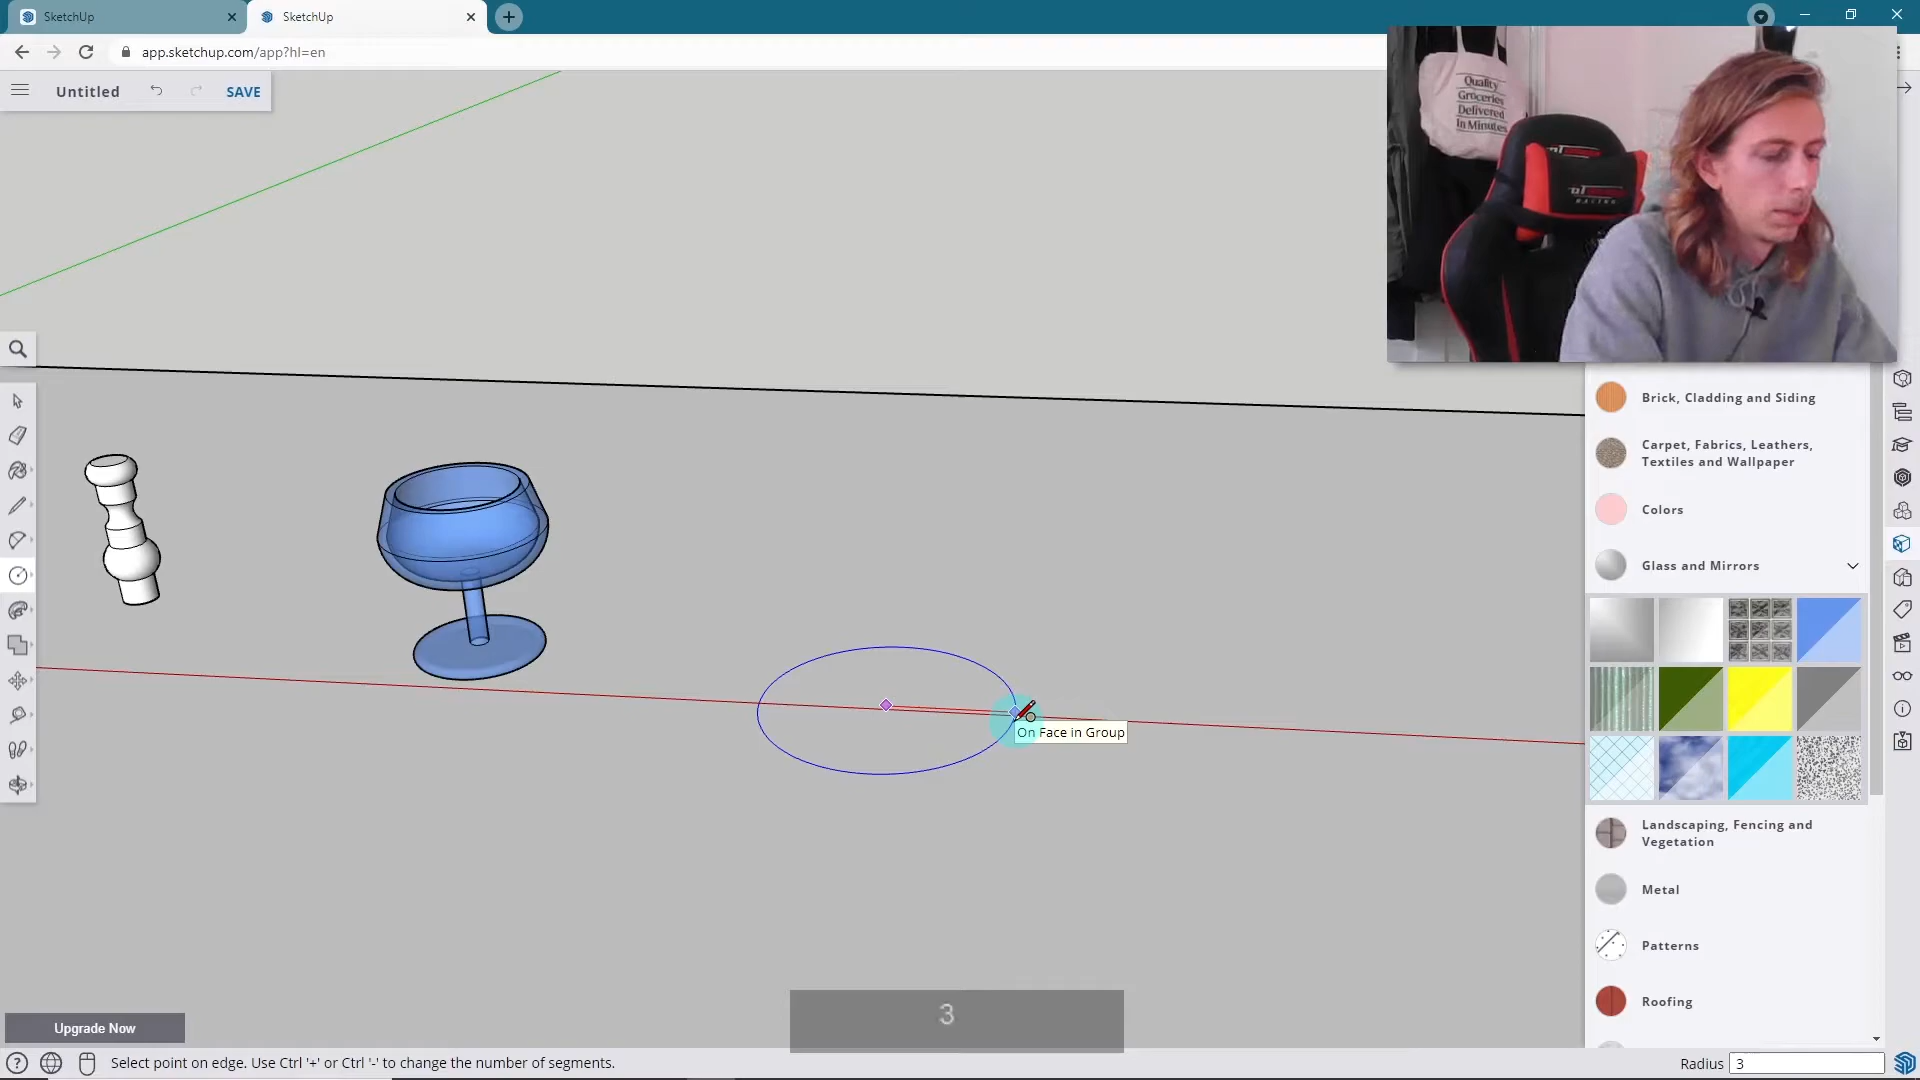 SketchUp
SketchUp
app.sketchup.com/app?hl=en
Untitled
SAVE
Quality
Groceries
Delivered
In Minutes
RACING
Brick, Cladding and Siding
Carpet, Fabrics, Leathers,
Textiles and Wallpaper
Colors
Glass and Mirrors
On Face in Group
Landscaping, Fencing and
Vegetation
Metal
Patterns
Roofing
3
Upgrade Now
Select point on edge. Use Ctrl '+' or Ctrl '-' to change the number of segments.
Radius
3